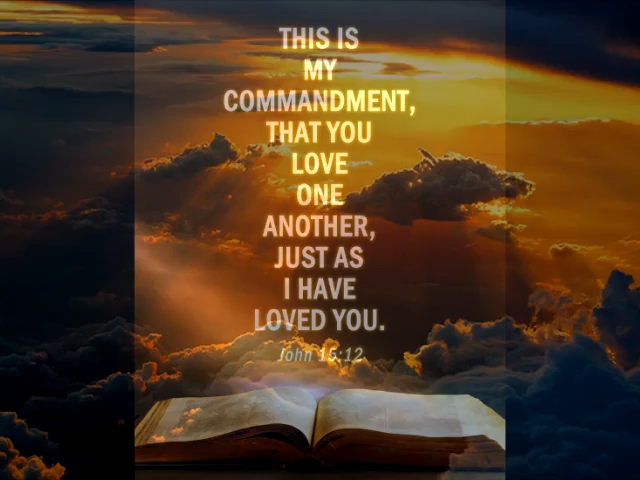 THIS IS
MY
COMMANDMENT,
THAT YOU
LOVE
ONE
ANOTHER,
JUST AS
I HAVE
LOVED YOU.
John 15:12